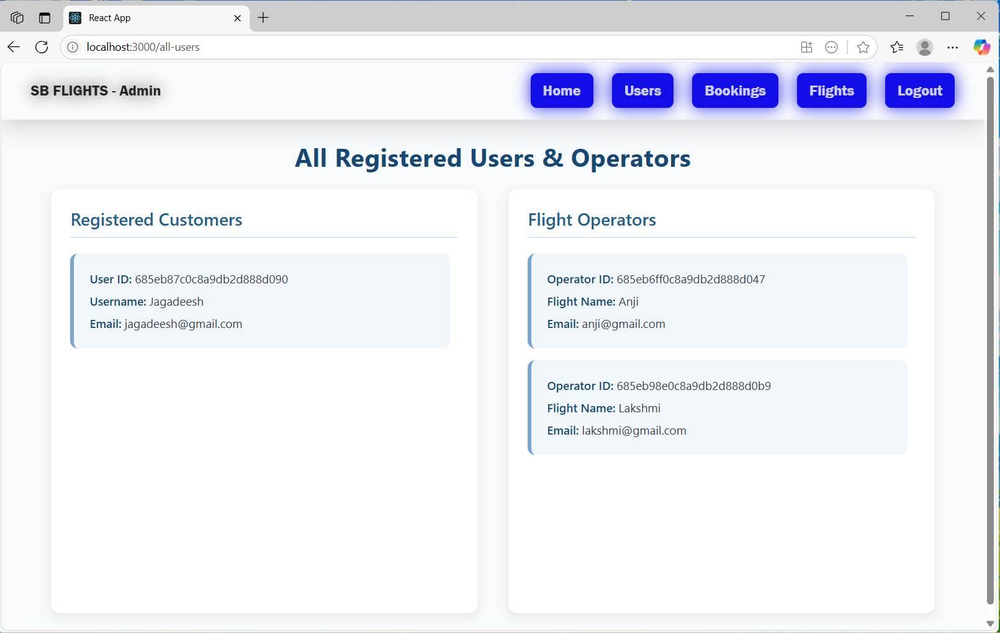 React App
localhost:3000/all-users
SB FLIGHTS - Admin
Home
Users
Bookings
Flights
Logout
All Registered Users & Operators
Registered Customers
User ID: 685eb87c0c8a9db2d888d090
Username: Jagadeesh
Email: jagadeesh@gmail.com
Flight Operators
Operator ID: 685eb6ff0c8a9db2d888d047
Flight Name: Anji
Email: anji@gmail.com
Operator ID: 685eb98e0c8a9db2d888d0b9
Flight Name: Lakshmi
Email: lakshmi@gmail.com